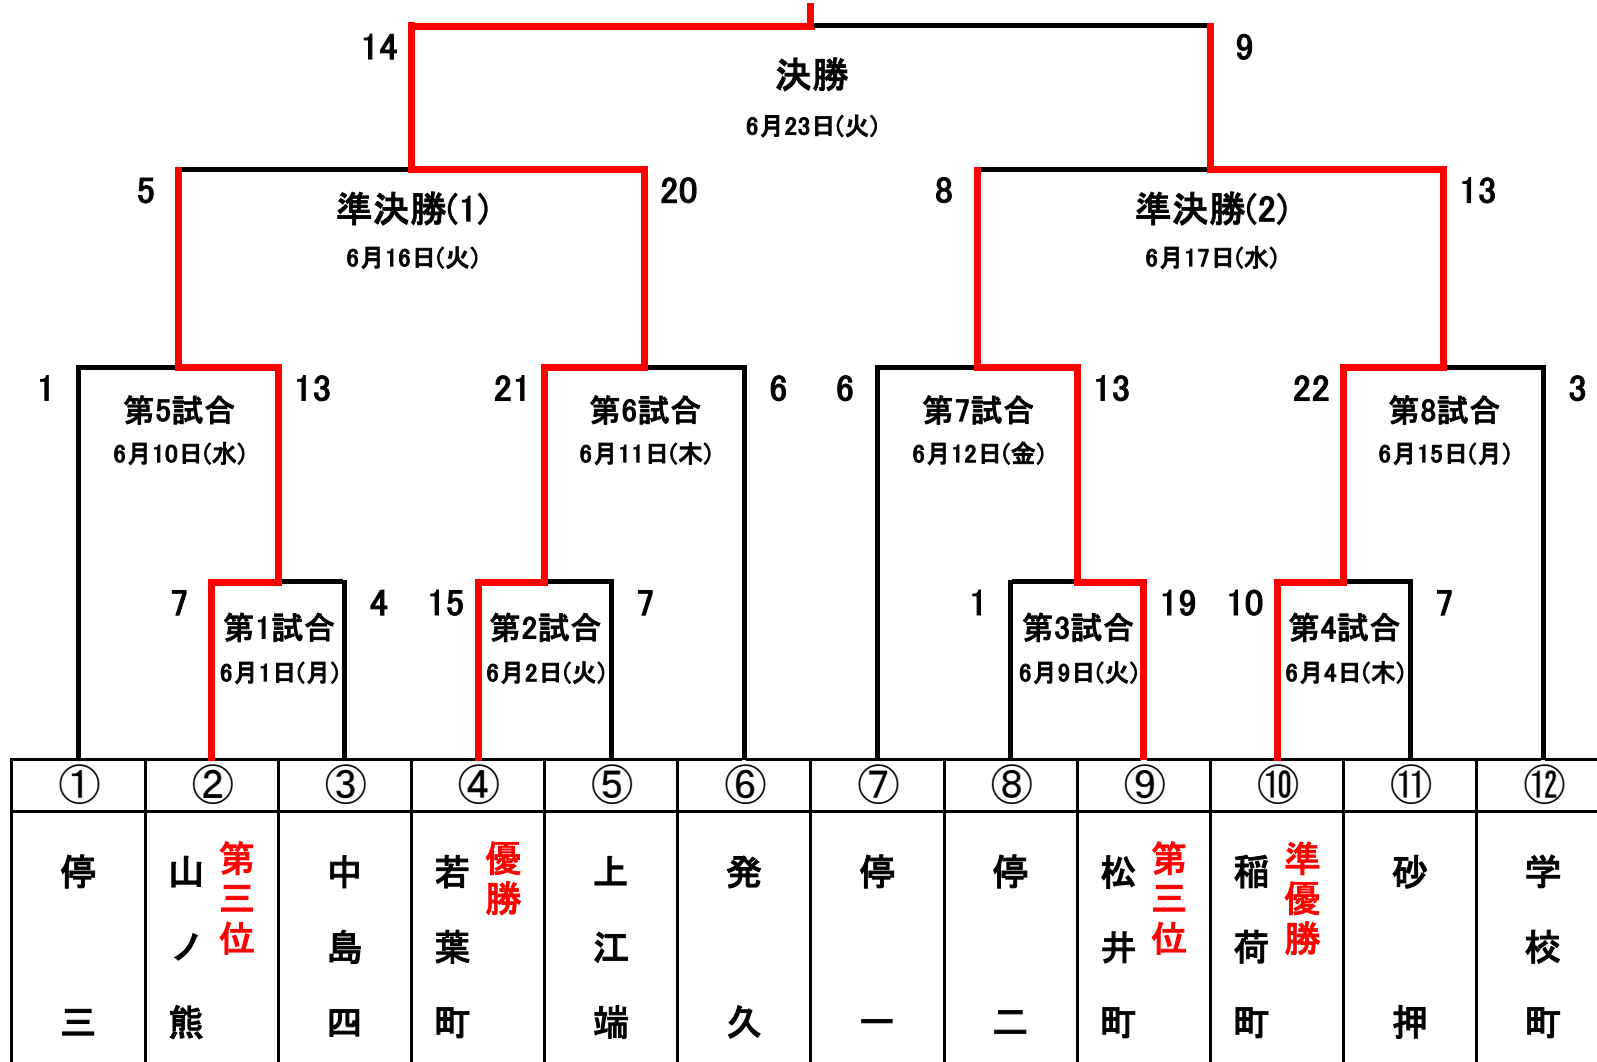 14
9
決勝
6月23日(火)
5
20
8
13
準決勝(1)
準決勝(2)
6月16日(火)
6月17日(水)
1
13
21
6
6
13
22
3
第5試合
第6試合
第7試合
第8試合
6月10日(水)
6月11日(木)
6月12日(金)
6月15日(月)
7
4
15
7
1
19
10
7
第1試合
第2試合
第3試合
第4試合
6月1日(月)
6月2日(火)
6月9日(火)
6月4日(木)
①
②
③
④
⑤
⑥
⑦
⑧
⑨
⑩
⑪
⑫
停三
山ノ熊
第三位
中島四
若葉町
優勝
上江端
発久
停一
停二
松井町
第三位
稲荷町
準優勝
砂押
学校町